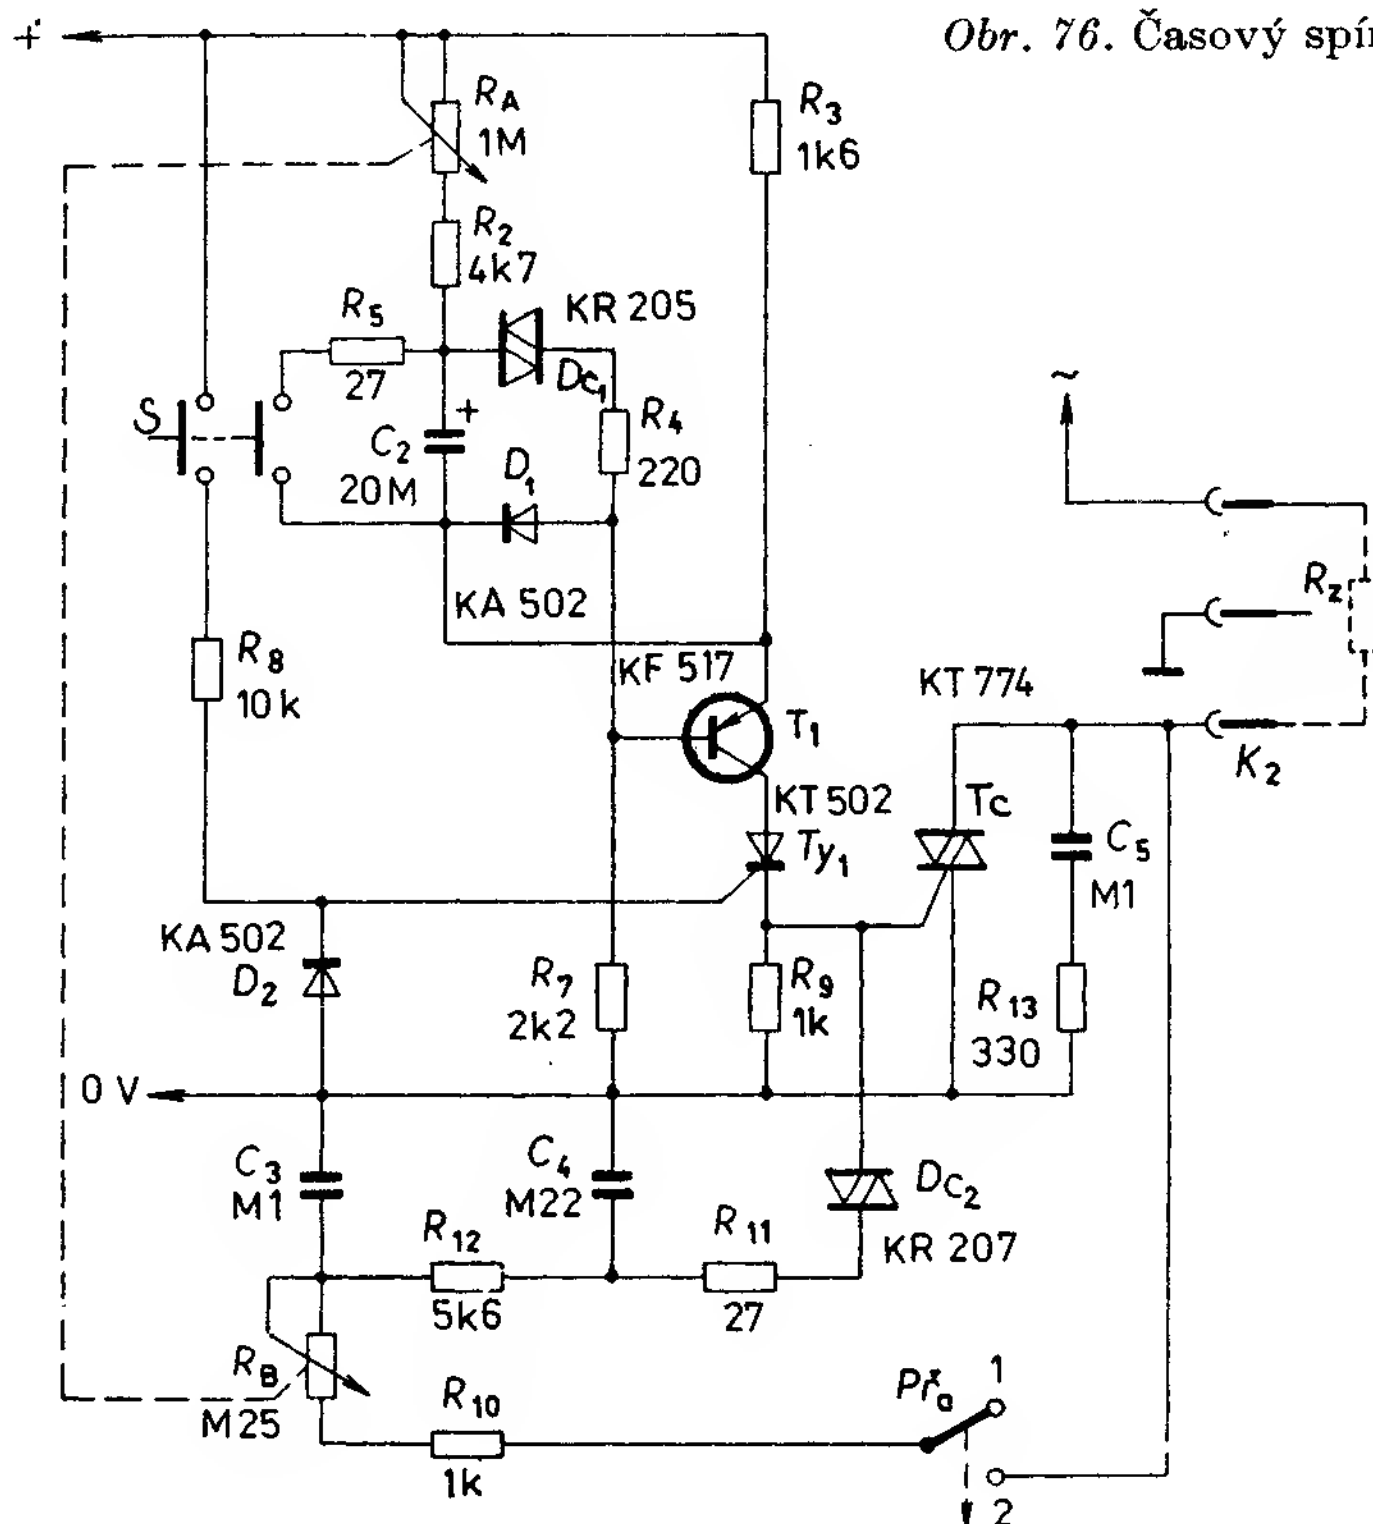 +
Obr. 76. Časový spí
R_A
1M
R_3
1k6
R_2
4k7
R_5
27
KR 205
Dc_1
+
C_2
20M
R_4
220
S
D_1
KA 502
~
R_z
R_8
10k
KF 517
T_1
KT 774
K_2
KT 502
Ty_1
Tc
C_5
M1
KA 502
D_2
R_7
2k2
R_9
1k
R_13
330
0 V
C_3
M1
C_4
M22
Dc_2
KR 207
R_12
5k6
R_11
27
R_B
M25
R_10
1k
Př_a
1
2